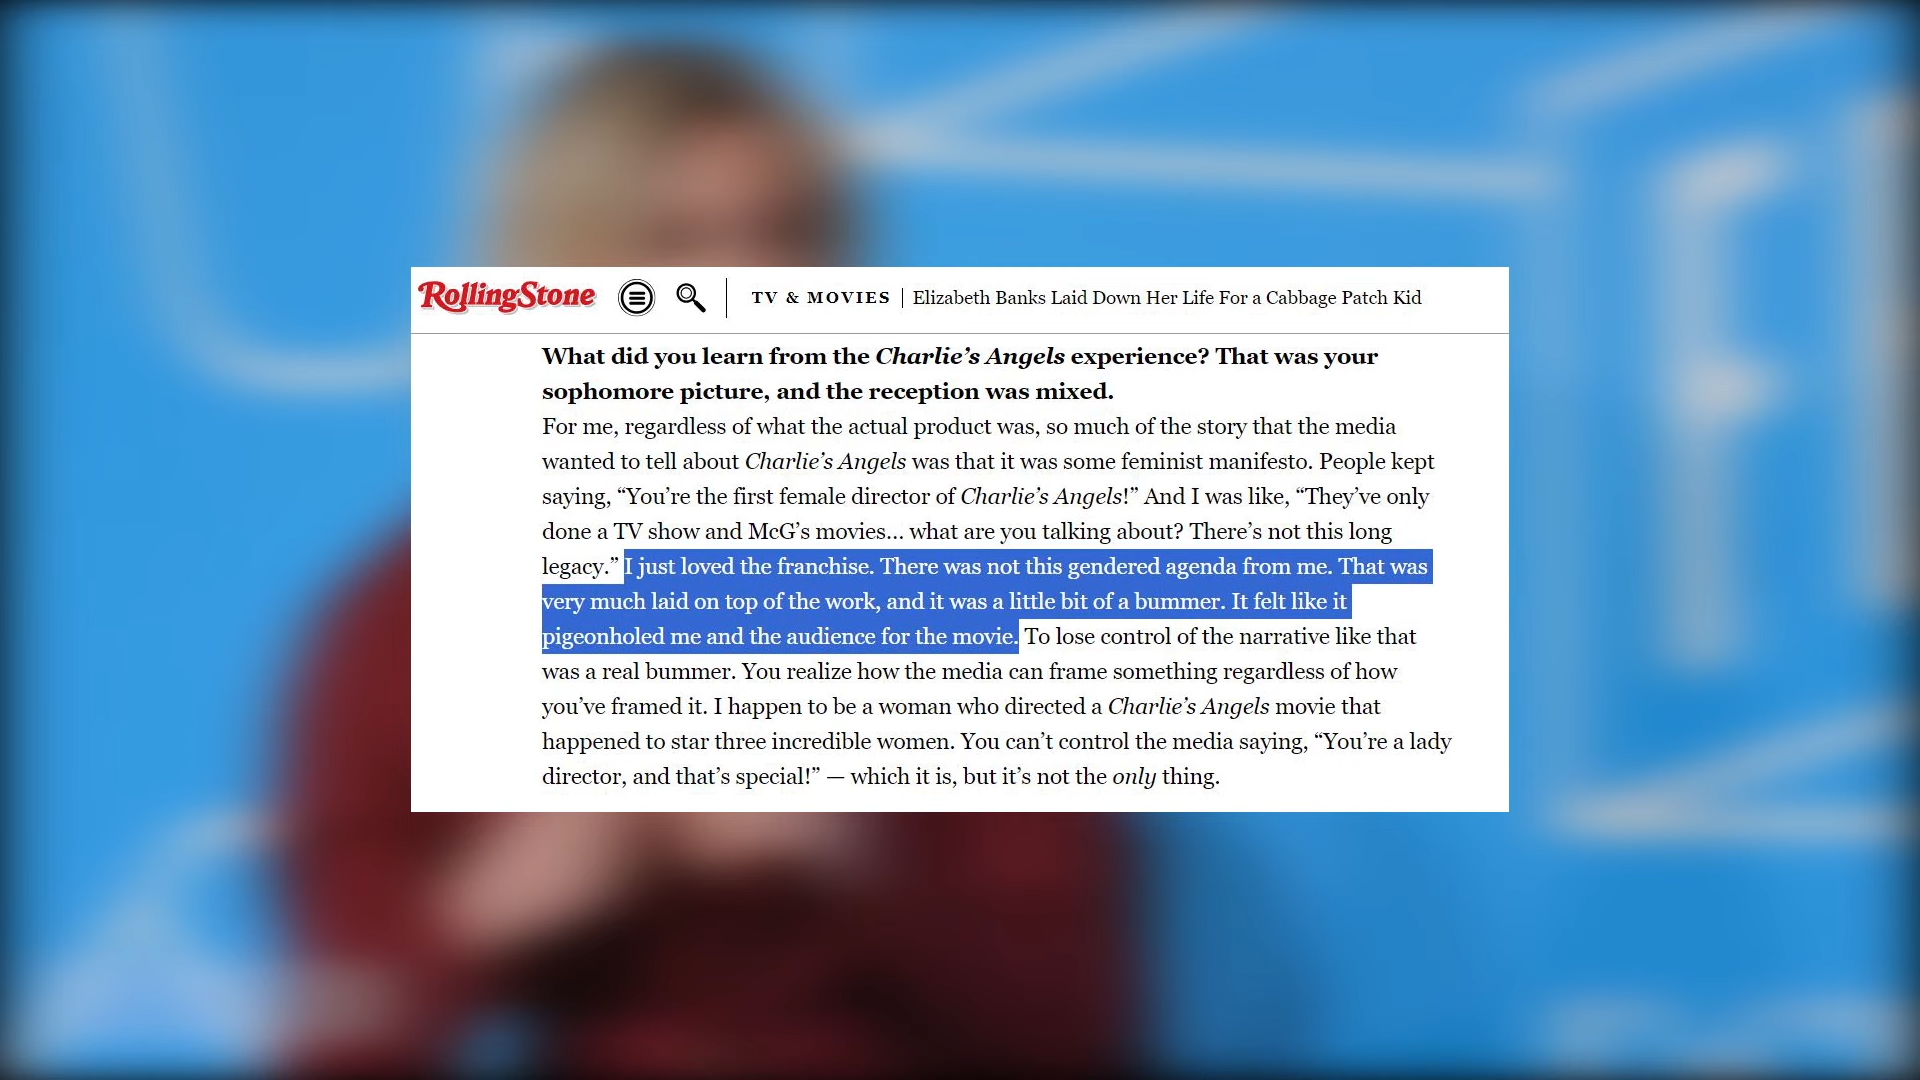 RollingStone TV & MOVIES | Elizabeth Banks Laid Down Her Life For a Cabbage Patch Kid
What did you learn from the Charlie’s Angels experience? That was your
sophomore picture, and the reception was mixed.
For me, regardless of what the actual product was, so much of the story that the media
wanted to tell about Charlie’s Angels was that it was some feminist manifesto. People kept
saying, “You’re the first female director of Charlie’s Angels!” And I was like, “They’ve only
done a TV show and McG’s movies... what are you talking about? There’s not this long
legacy.” I just loved the franchise. There was not this gendered agenda from me. That was
very much laid on top of the work, and it was a little bit of a bummer. It felt like it
pigeonholed me and the audience for the movie. To lose control of the narrative like that
was a real bummer. You realize how the media can frame something regardless of how
you’ve framed it. I happen to be a woman who directed a Charlie’s Angels movie that
happened to star three incredible women. You can’t control the media saying, “You’re a lady
director, and that’s special!” — which it is, but it’s not the only thing.